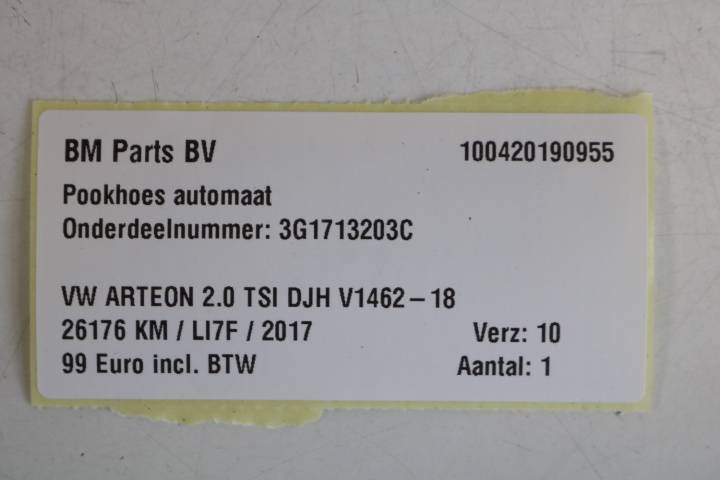 BM Parts BV 100420190955
Pookhoes automaat
Onderdeelnummer: 3G1713203C
VW ARTEON 2.0 TSI DJH V1462-18
26176 KM / LI7F / 2017 Verz: 10
99 Euro incl. BTW Aantal: 1